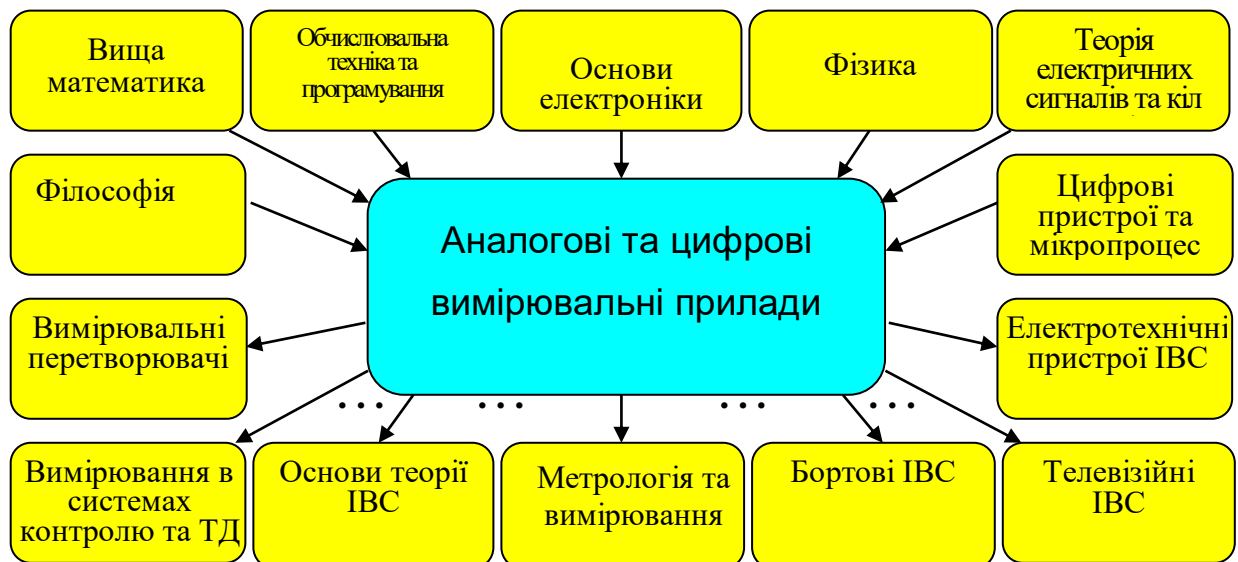 Вища
математика
Обчислювальна
техніка та
програмування
Основи
електроніки
Фізика
Теорія
електричних
сигналів та кіл
Філософія
Аналогові та цифрові
вимірювальні прилади
Цифрові
пристрої та
мікропроцес
Вимірювальні
перетворювачі
Електротехнічні
пристрої ІВС
... ... ... ...
Вимірювання в
системах
контролю та ТД
Основи теорії
ІВС
Метрологія та
вимірювання
Бортові ІВС
Телевізійні
ІВС